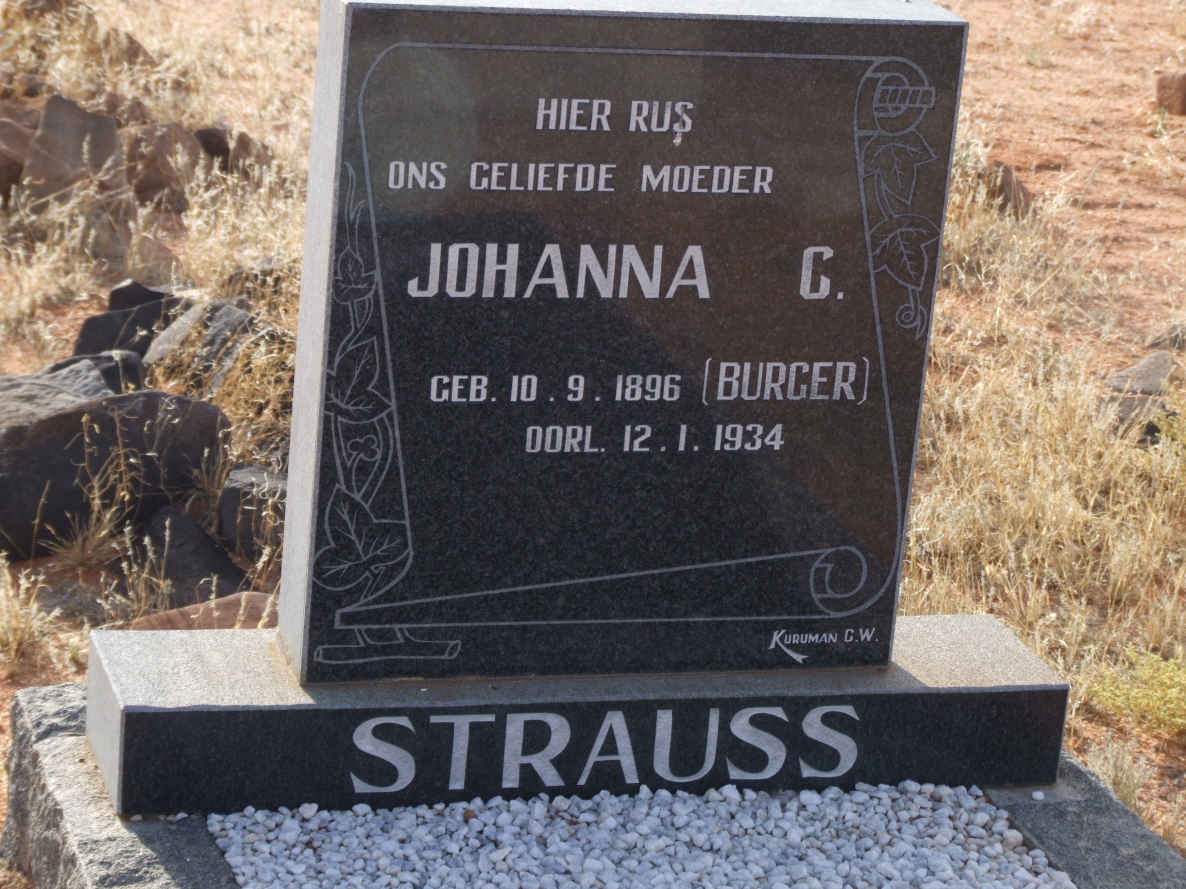 HIER RUS
ONS GELIEFDE MOEDER
JOHANNA G.
GEB. 10.9.1896 (BURGER)
OORL. 12.1.1934
KURUMAN G.W.
STRAUSS